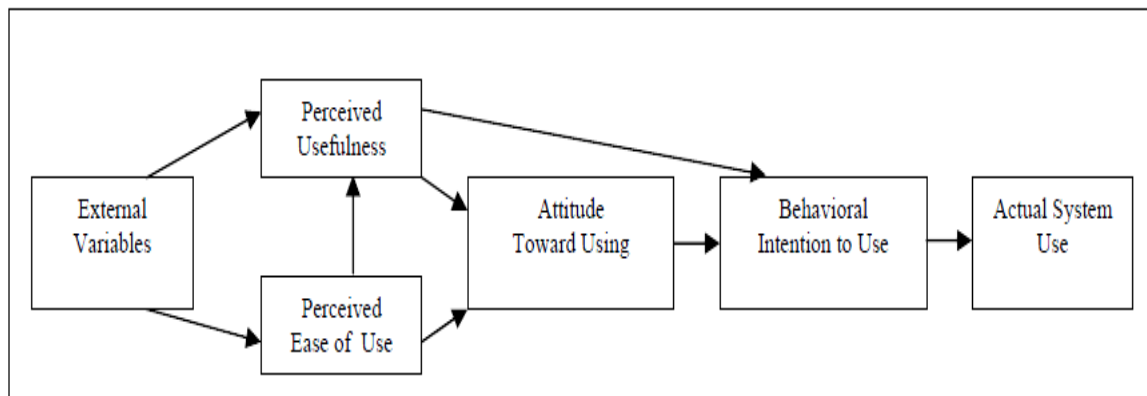 Perceived
Usefulness
External
Variables
Attitude
Toward Using
Behavioral
Intention to Use
Actual System
Use
Perceived
Ease of Use